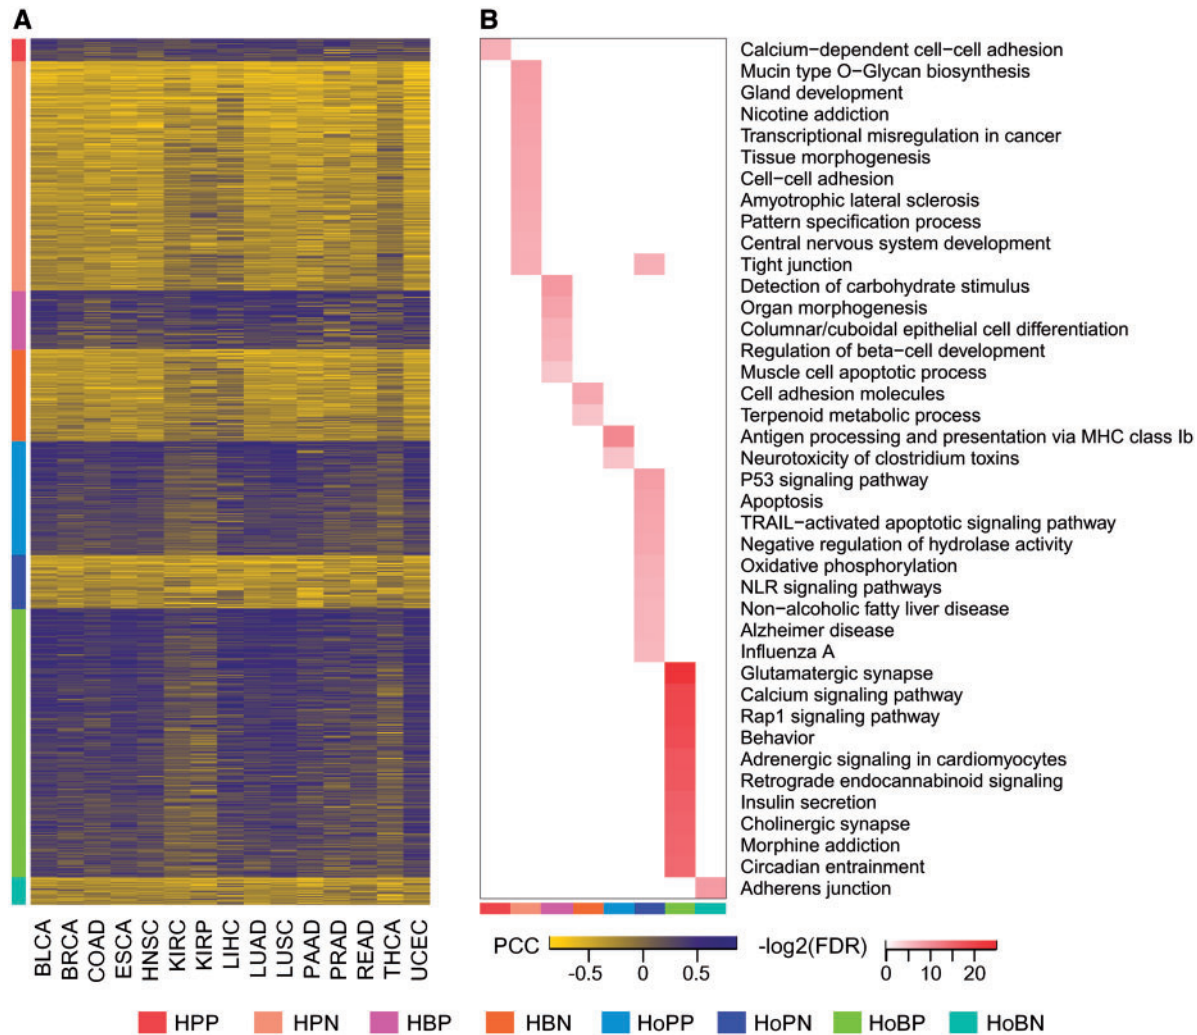 A
B
Calcium−dependent cell−cell adhesion
Mucin type O−Glycan biosynthesis
Gland development
Nicotine addiction
Transcriptional misregulation in cancer
Tissue morphogenesis
Cell−cell adhesion
Amyotrophic lateral sclerosis
Pattern specification process
Central nervous system development
Tight junction
Detection of carbohydrate stimulus
Organ morphogenesis
Columnar/cuboidal epithelial cell differentiation
Regulation of beta−cell development
Muscle cell apoptotic process
Cell adhesion molecules
Terpenoid metabolic process
Antigen processing and presentation via MHC class Ib
Neurotoxicity of clostridium toxins
P53 signaling pathway
Apoptosis
TRAIL−activated apoptotic signaling pathway
Negative regulation of hydrolase activity
Oxidative phosphorylation
NLR signaling pathways
Non−alcoholic fatty liver disease
Alzheimer disease
Influenza A
Glutamatergic synapse
Calcium signaling pathway
Rap1 signaling pathway
Behavior
Adrenergic signaling in cardiomyocytes
Retrograde endocannabinoid signaling
Insulin secretion
Cholinergic synapse
Morphine addiction
Circadian entrainment
Adherens junction
BLCA
BRCA
COAD
ESCA
HNSC
KIRC
KIRP
LIHC
LUAD
LUSC
PAAD
PRAD
READ
THCA
UCEC
PCC
-0.5 0 0.5
-log2(FDR)
0 10 20
HPP HPN HBP HBN HoPP HoPN HoBP HoBN